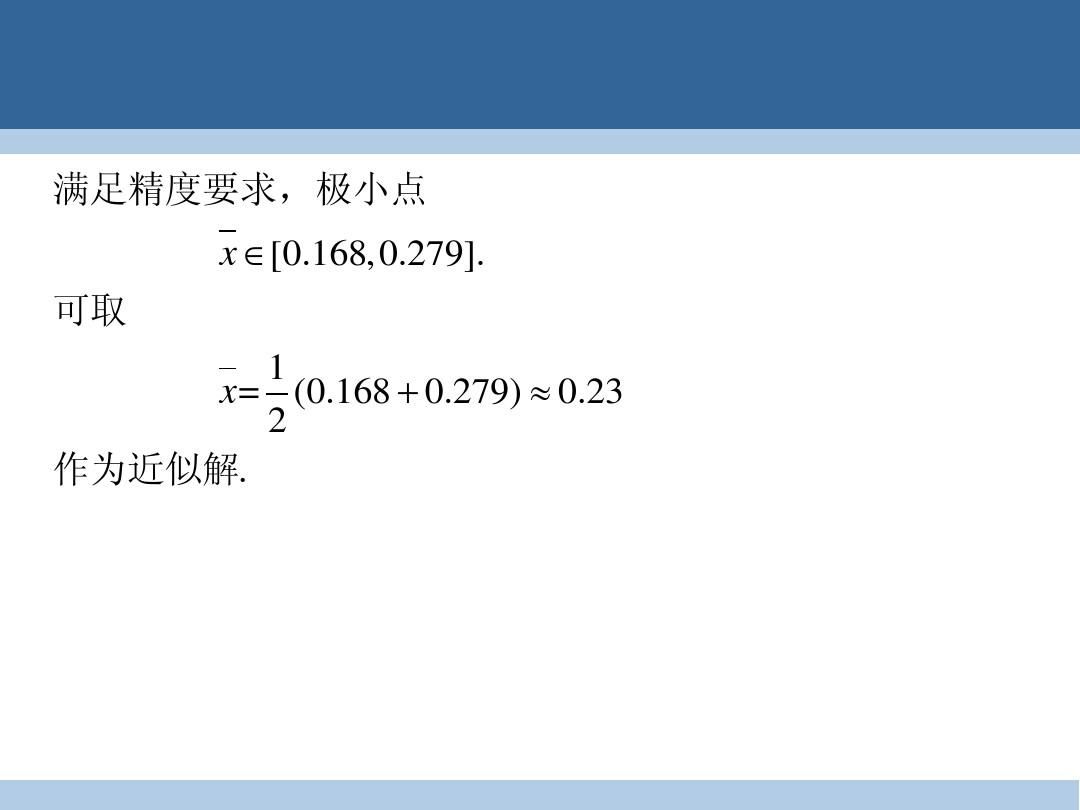 满足精度要求，极小点
x̅∈[0.168,0.279].
可取
x̅=1/2(0.168+0.279)≈0.23
作为近似解.